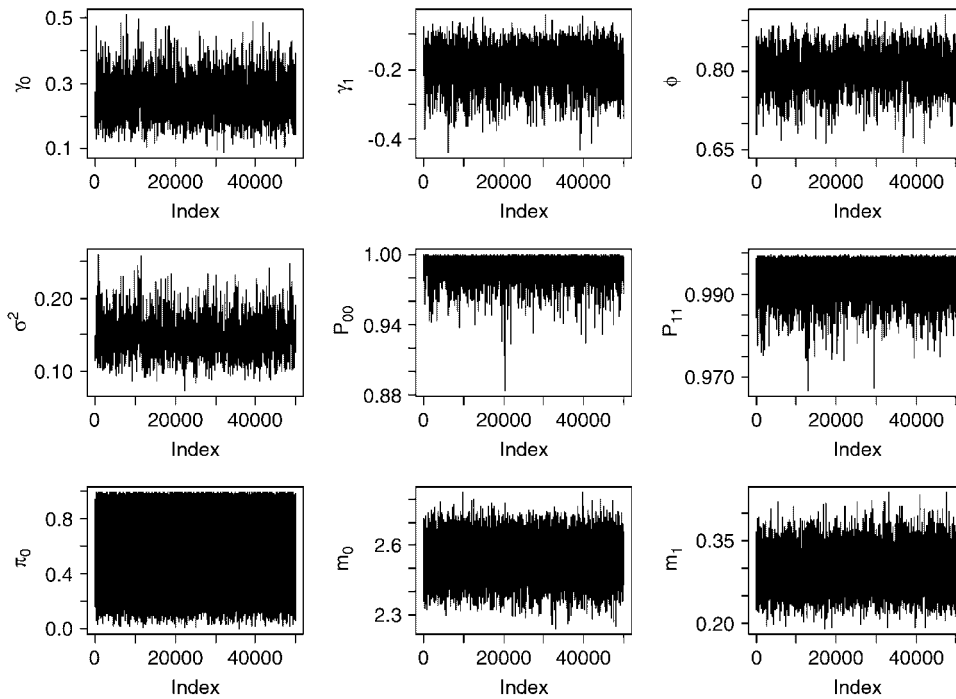 γ0 0.1 0.3 0.5
0 20000 40000
Index
γ1 -0.4 -0.2
0 20000 40000
Index
ϕ 0.65 0.80
0 20000 40000
Index
σ2 0.10 0.20
0 20000 40000
Index
P00 0.88 0.94 1.00
0 20000 40000
Index
P11 0.970 0.990
0 20000 40000
Index
π0 0.0 0.4 0.8
0 20000 40000
Index
m0 2.3 2.6
0 20000 40000
Index
m1 0.20 0.35
0 20000 40000
Index